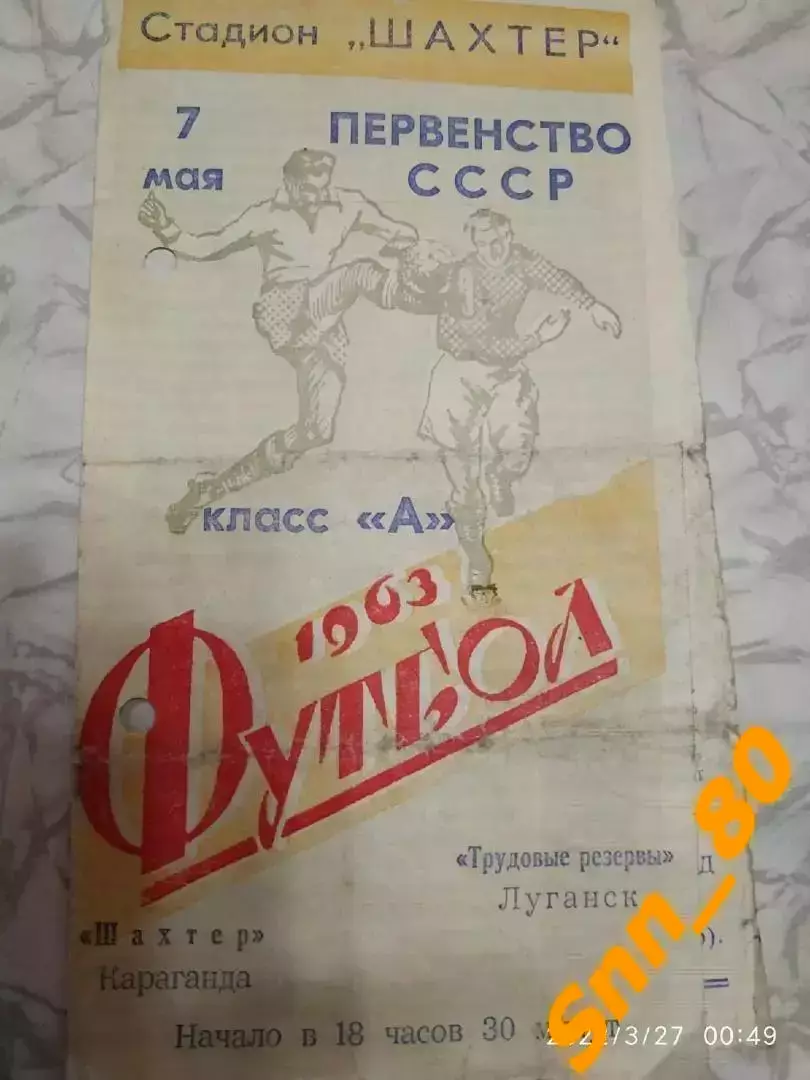 Стадион „ШАХТЕР“
7
мая
ПЕРВЕНСТВО
СССР
класс «А»
1963
ФУТБОЛ
«Трудовые резервы»
Луганск
«Шахтер»
Караганда
Начало в 18 часов 30
snn_80
3/27 00:49